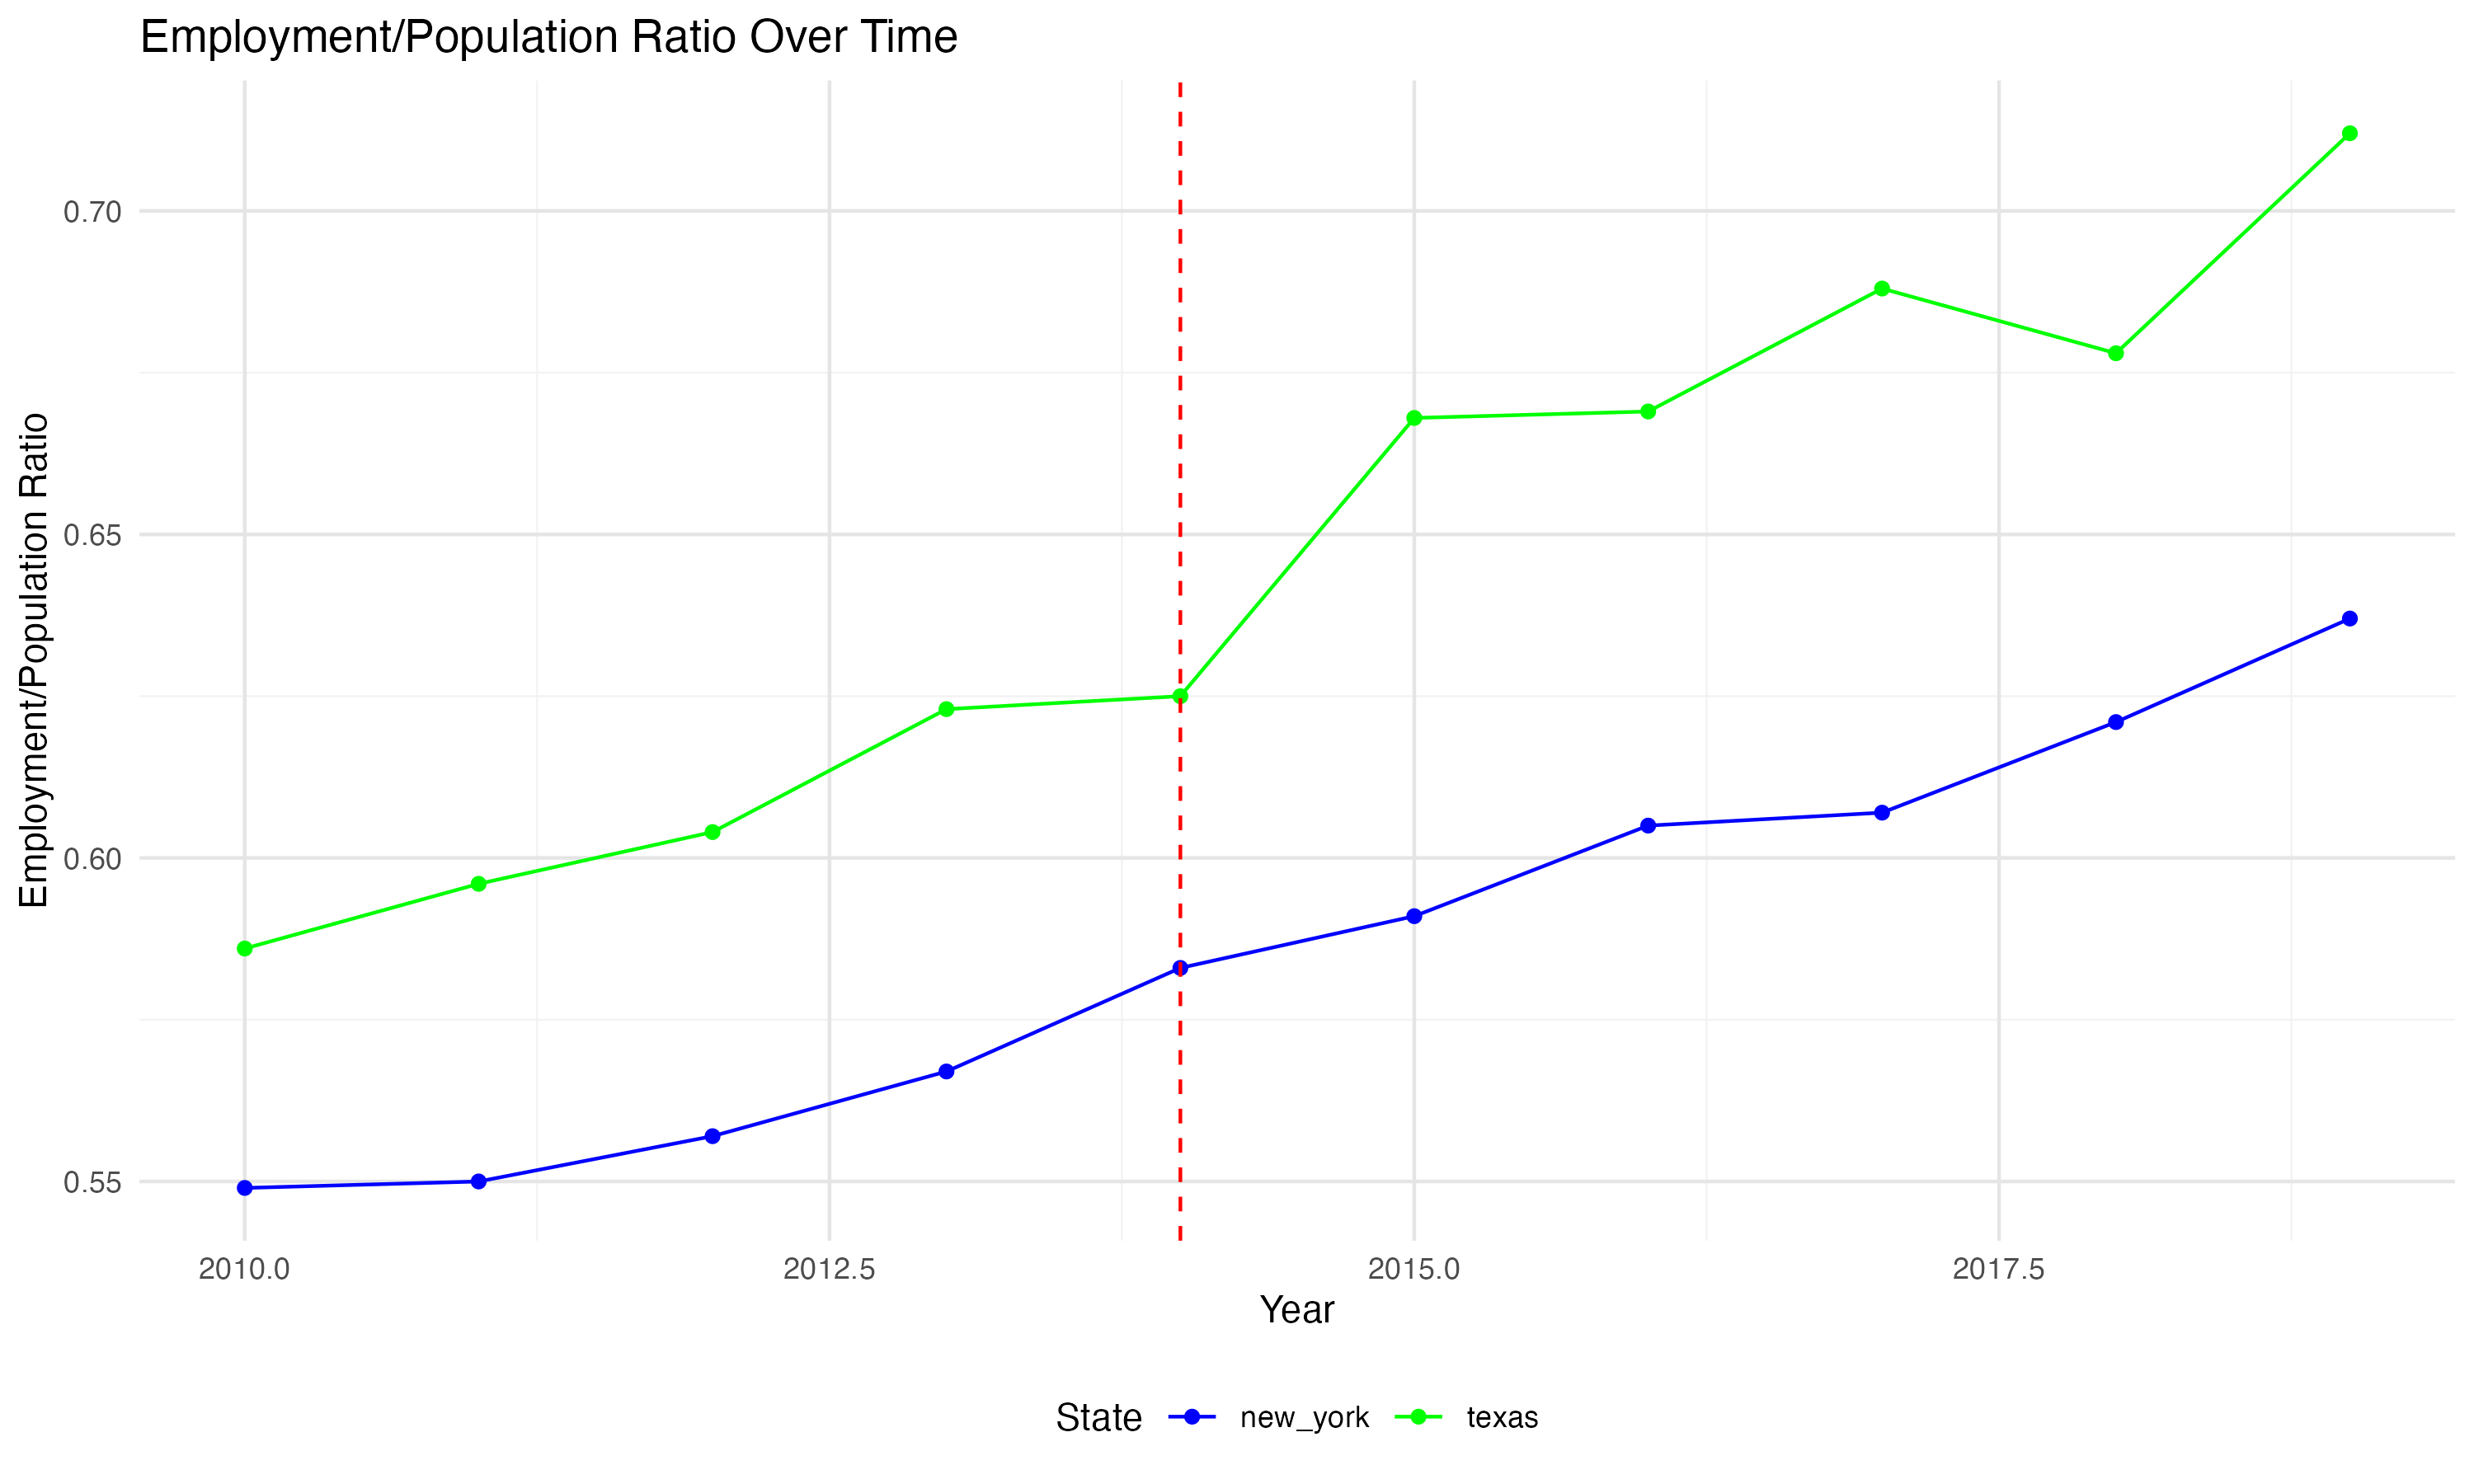 Employment/Population Ratio Over Time
Employment/Population Ratio
0.70
0.65
0.60
0.55
2010.0 2012.5 2015.0 2017.5
Year
State new_york texas